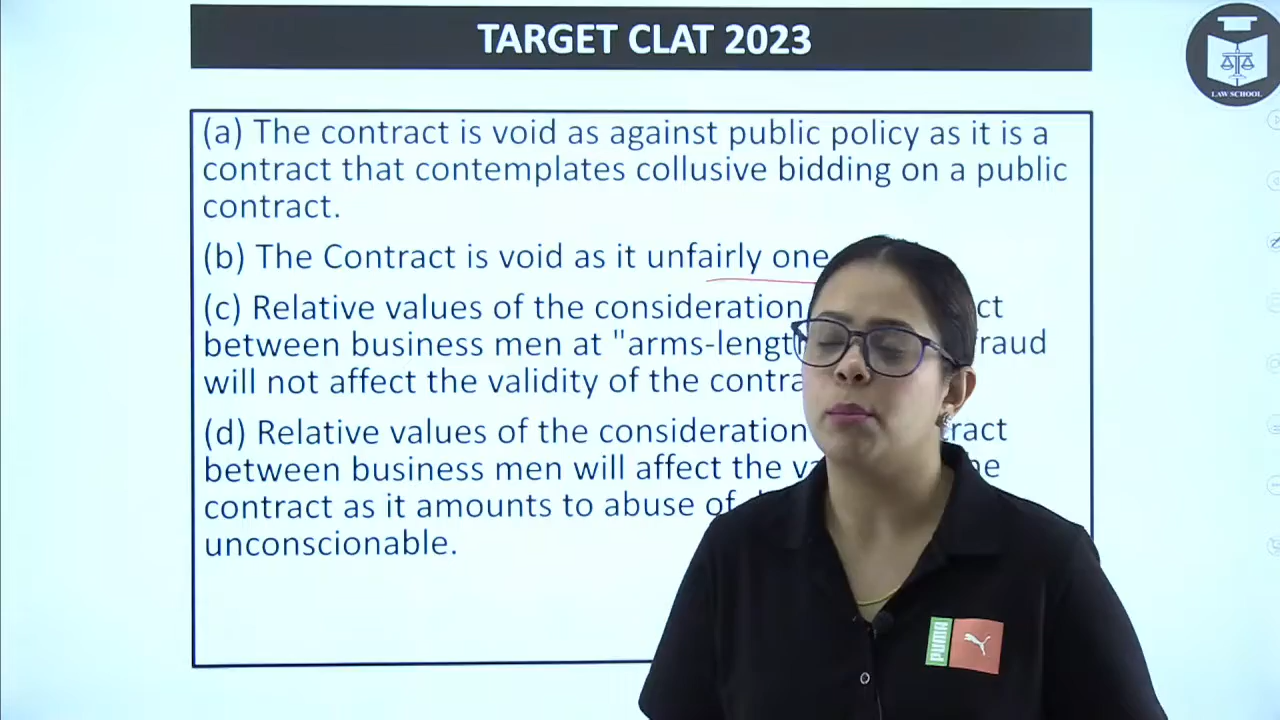 TARGET CLAT 2023
LAW SCHOOL
(a) The contract is void as against public policy as it is a
contract that contemplates collusive bidding on a public
contract.
(b) The Contract is void as it unfairly one
(c) Relative values of the consideration
between business men at "arms-length
will not affect the validity of the
(d) Relative values of the consideration
between business men will affect the
contract as it amounts to abuse of
unconscionable.
PUMA